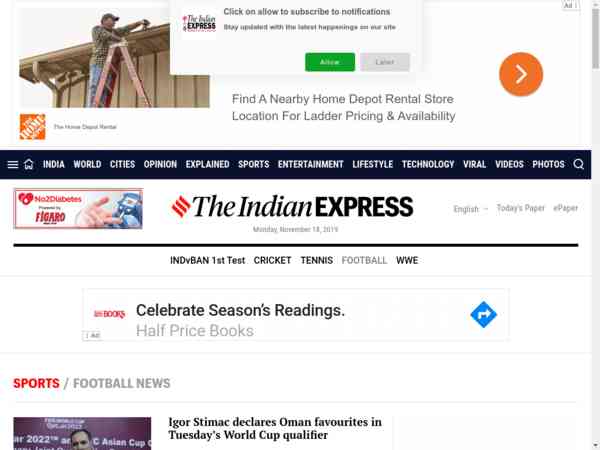 Click on allow to subscribe to notifications
Stay updated with the latest happenings on our site
Allow
Later
The Indian
EXPRESS
Ad
Find A Nearby Home Depot Rental Store
Location For Ladder Pricing & Availability
The Home Depot Rental
INDIA WORLD CITIES OPINION EXPLAINED SPORTS ENTERTAINMENT LIFESTYLE TECHNOLOGY VIRAL VIDEOS PHOTOS
No2Diabetes
Powered by
FIGARO
The Indian EXPRESS
English Today's Paper ePaper
Monday, November 18, 2019
INDvBAN 1st Test CRICKET TENNIS FOOTBALL WWE
BOOKS
Celebrate Season's Readings.
Half Price Books
Ad
SPORTS / FOOTBALL NEWS
Igor Stimac declares Oman favourites in
Tuesday's World Cup qualifier